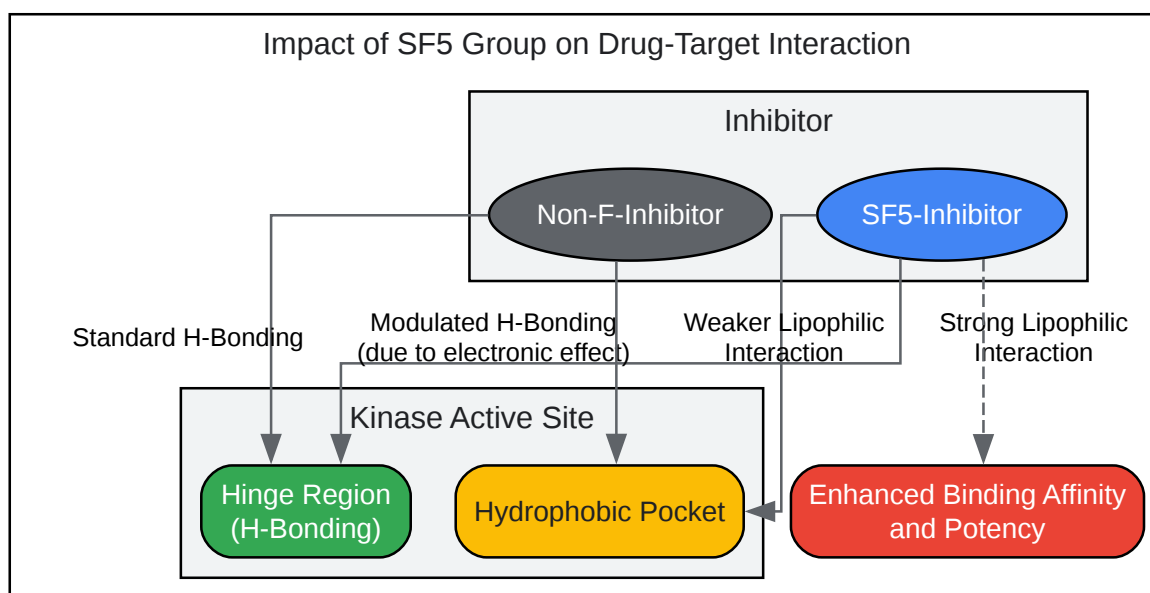 Impact of SF5 Group on Drug-Target Interaction
Inhibitor
Non-F-Inhibitor
SF5-Inhibitor
Standard H-Bonding
Modulated H-Bonding
(due to electronic effect)
Weaker Lipophilic
Interaction
Strong Lipophilic
Interaction
Kinase Active Site
Hinge Region
(H-Bonding)
Hydrophobic Pocket
Enhanced Binding Affinity
and Potency